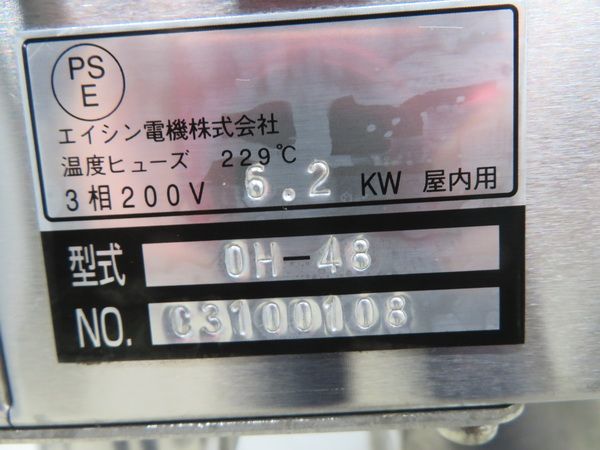 PS
E
エイシン電機株式会社
温度ヒューズ 229℃
3相200V 6.2 KW 屋内用
型式 OH-48
NO. C3100108